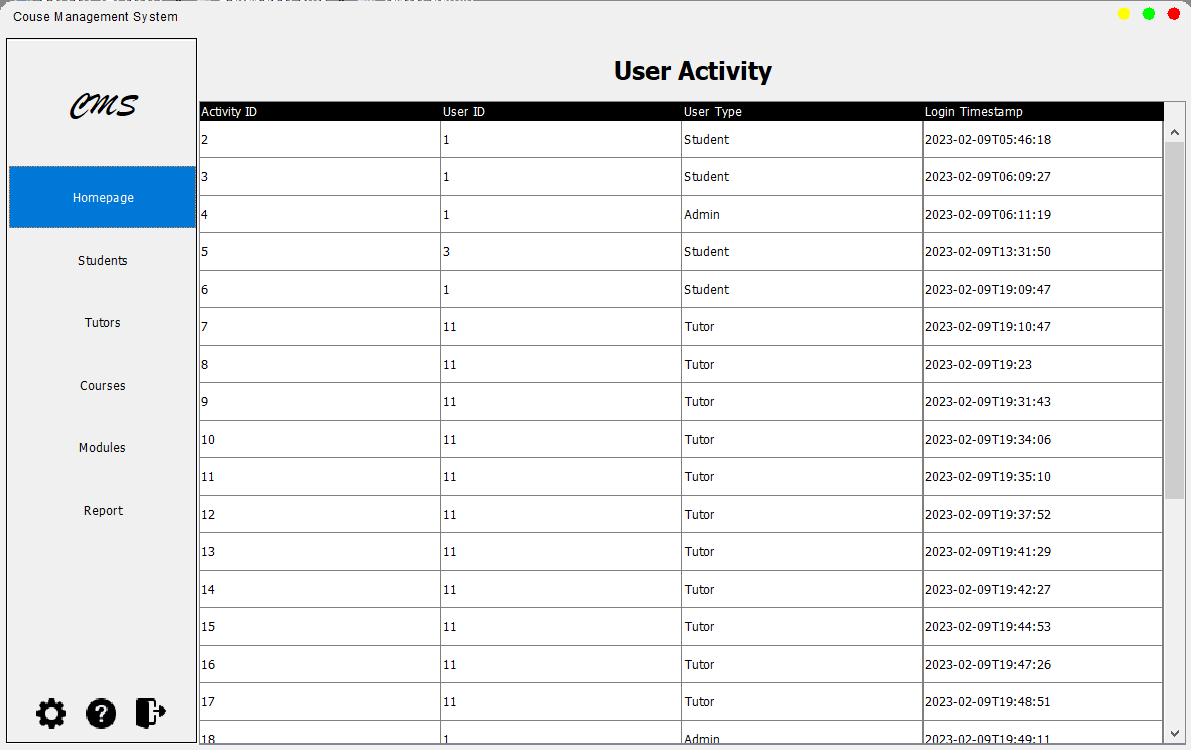 Couse Management System
CMS
Homepage
Students
Tutors
Courses
Modules
Report
User Activity
Activity ID User ID User Type Login Timestamp
2 1 Student 2023-02-09T05:46:18
3 1 Student 2023-02-09T06:09:27
4 1 Admin 2023-02-09T06:11:19
5 3 Student 2023-02-09T13:31:50
6 1 Student 2023-02-09T19:09:47
7 11 Tutor 2023-02-09T19:10:47
8 11 Tutor 2023-02-09T19:23
9 11 Tutor 2023-02-09T19:31:43
10 11 Tutor 2023-02-09T19:34:06
11 11 Tutor 2023-02-09T19:35:10
12 11 Tutor 2023-02-09T19:37:52
13 11 Tutor 2023-02-09T19:41:29
14 11 Tutor 2023-02-09T19:42:27
15 11 Tutor 2023-02-09T19:44:53
16 11 Tutor 2023-02-09T19:47:26
17 11 Tutor 2023-02-09T19:48:51
18 1 Admin 2023-02-09T19:49:11